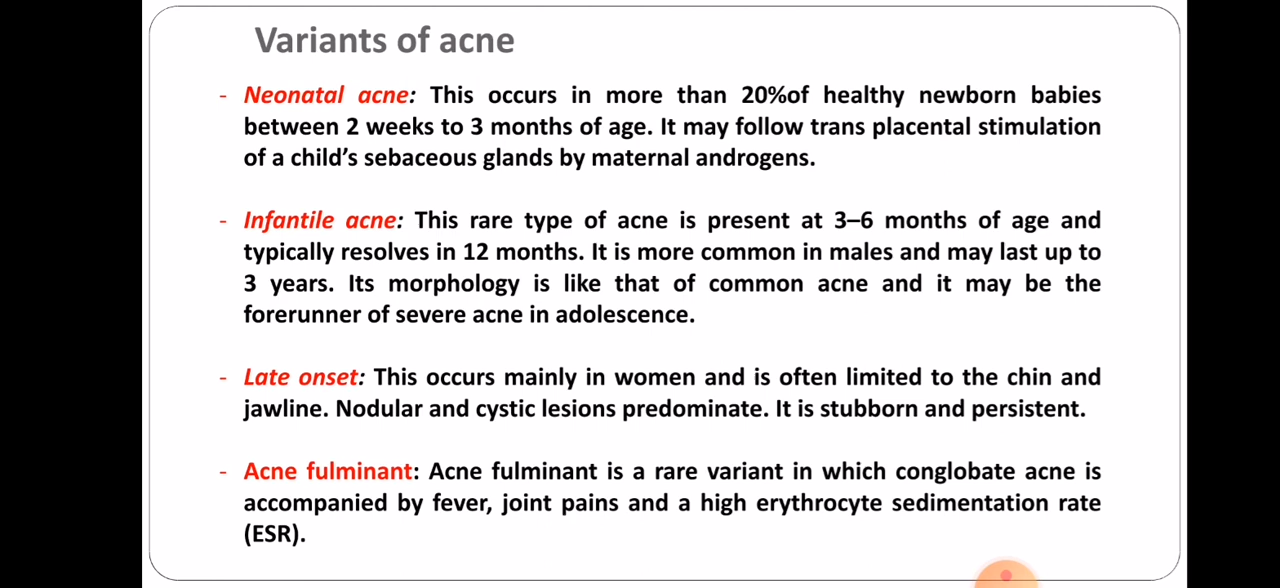 Variants of acne
- Neonatal acne: This occurs in more than 20%of healthy newborn babies
between 2 weeks to 3 months of age. It may follow trans placental stimulation
of a child’s sebaceous glands by maternal androgens.
- Infantile acne: This rare type of acne is present at 3–6 months of age and
typically resolves in 12 months. It is more common in males and may last up to
3 years. Its morphology is like that of common acne and it may be the
forerunner of severe acne in adolescence.
- Late onset: This occurs mainly in women and is often limited to the chin and
jawline. Nodular and cystic lesions predominate. It is stubborn and persistent.
- Acne fulminant: Acne fulminant is a rare variant in which conglobate acne is
accompanied by fever, joint pains and a high erythrocyte sedimentation rate
(ESR).